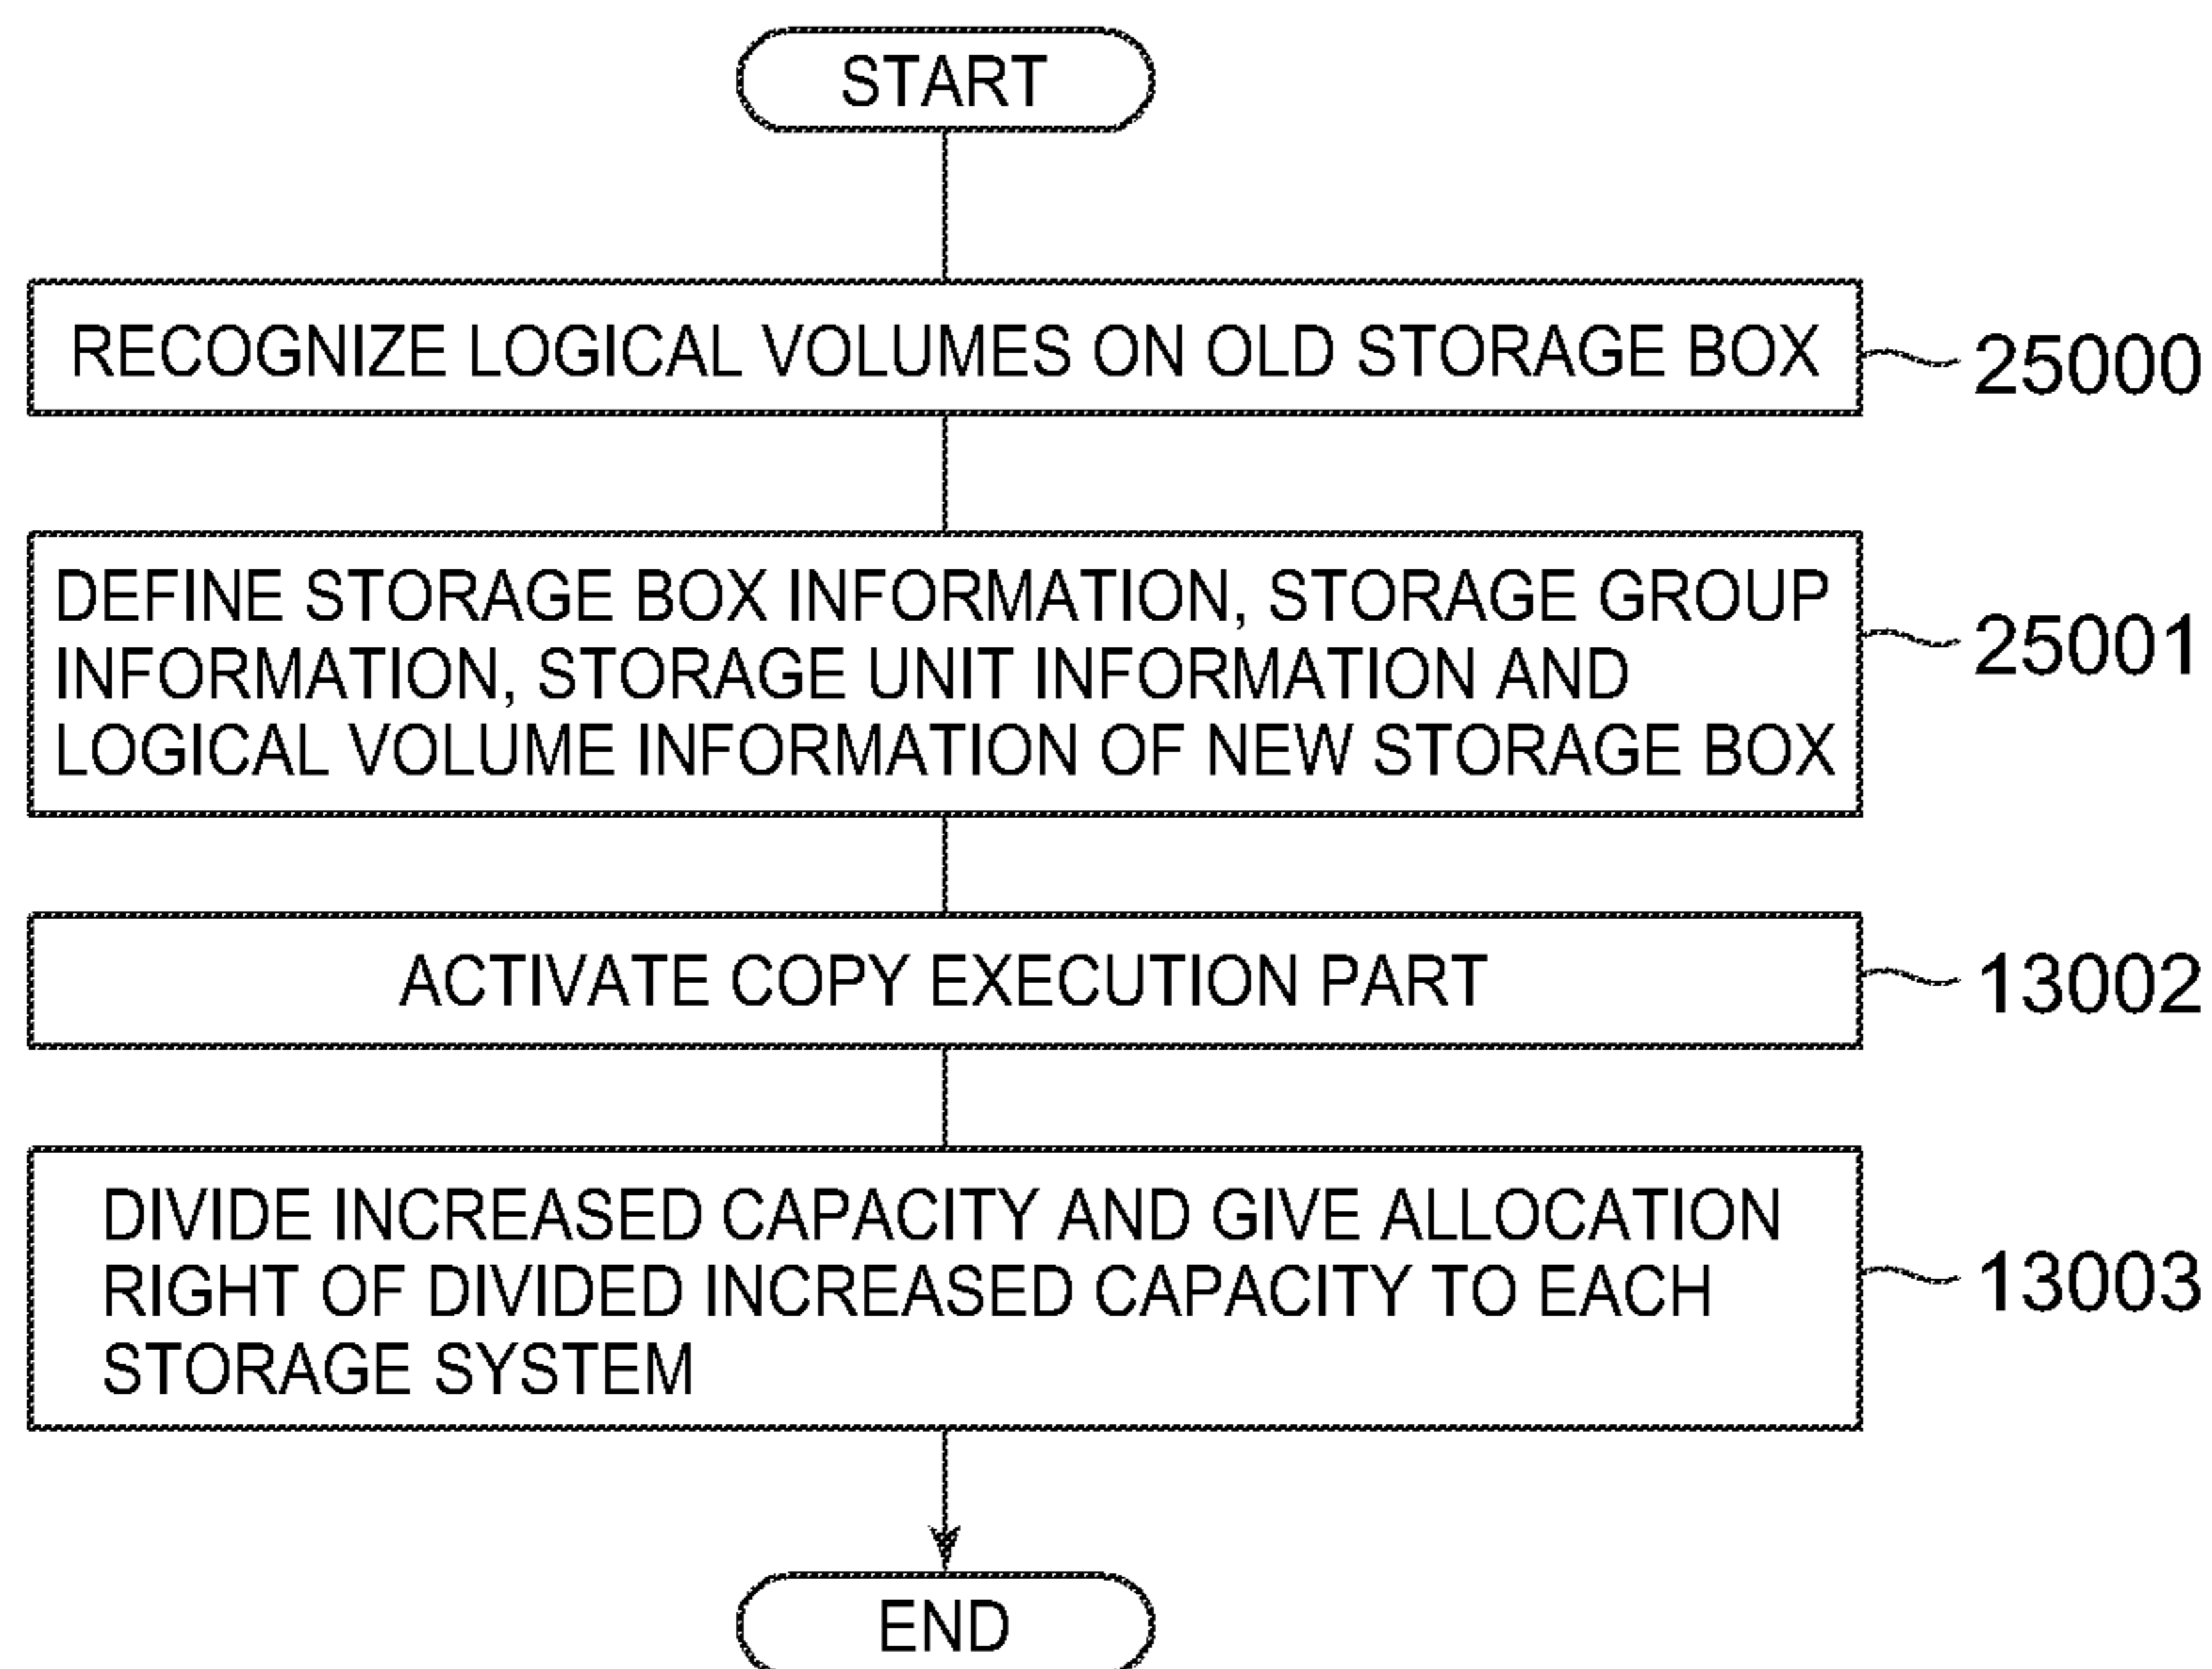 START
RECOGNIZE LOGICAL VOLUMES ON OLD STORAGE BOX
25000
DEFINE STORAGE BOX INFORMATION, STORAGE GROUP
INFORMATION, STORAGE UNIT INFORMATION AND
LOGICAL VOLUME INFORMATION OF NEW STORAGE BOX
25001
ACTIVATE COPY EXECUTION PART
13002
DIVIDE INCREASED CAPACITY AND GIVE ALLOCATION
RIGHT OF DIVIDED INCREASED CAPACITY TO EACH
STORAGE SYSTEM
13003
END